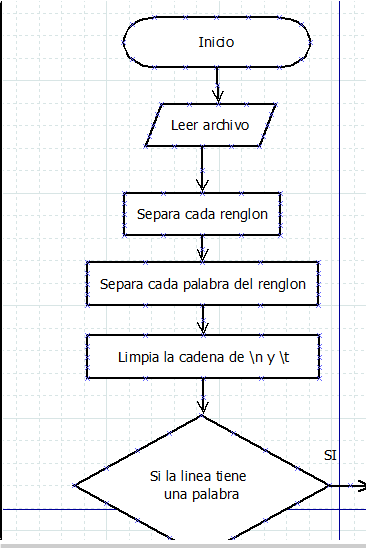 Inicio
Leer archivo
Separa cada renglon
Separa cada palabra del renglon
Limpia la cadena de \n y \t
SI
Si la linea tiene
una palabra